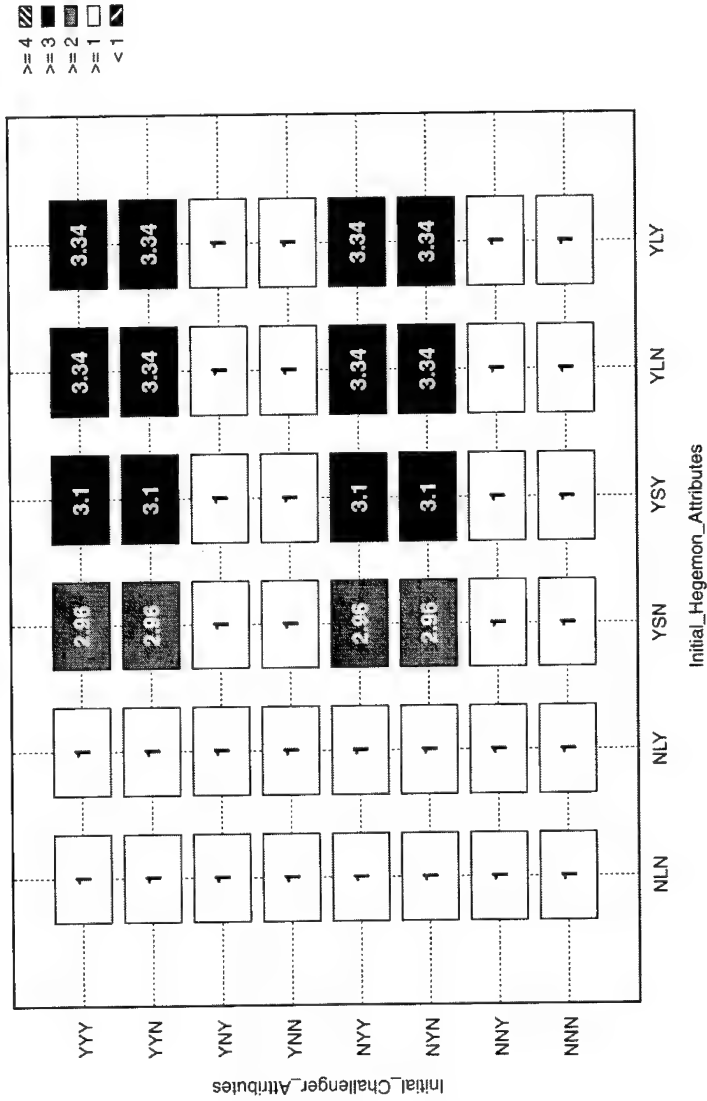 >= 4
>= 3
>= 2
>= 1
< 1
Initial_Challenger_Attributes
YYY 1 1 2.96 3.1 3.34 3.34
YYN 1 1 2.96 3.1 3.34 3.34
YNY 1 1 1 1 1 1
YNN 1 1 1 1 1 1
NYY 1 1 2.96 3.1 3.34 3.34
NYN 1 1 2.96 3.1 3.34 3.34
NNY 1 1 1 1 1 1
NNN 1 1 1 1 1 1
NLN NLY YSN YSY YLN YLY
Initial_Hegemon_Attributes